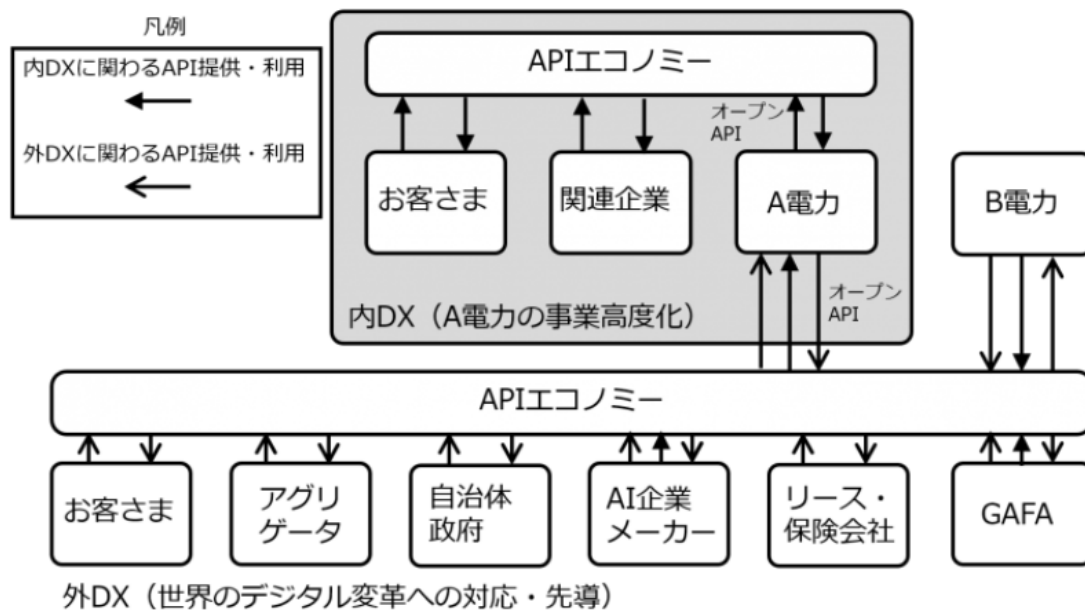 凡例
内DXに関わるAPI提供・利用
外DXに関わるAPI提供・利用
APIエコノミー
オープン
API
お客さま
関連企業
A電力
B電力
オープン
API
内DX（A電力の事業高度化）
APIエコノミー
お客さま
アグリ
ゲータ
自治体
政府
AI企業
メーカー
リース・
保険会社
GAFA
外DX（世界のデジタル変革への対応・先導）